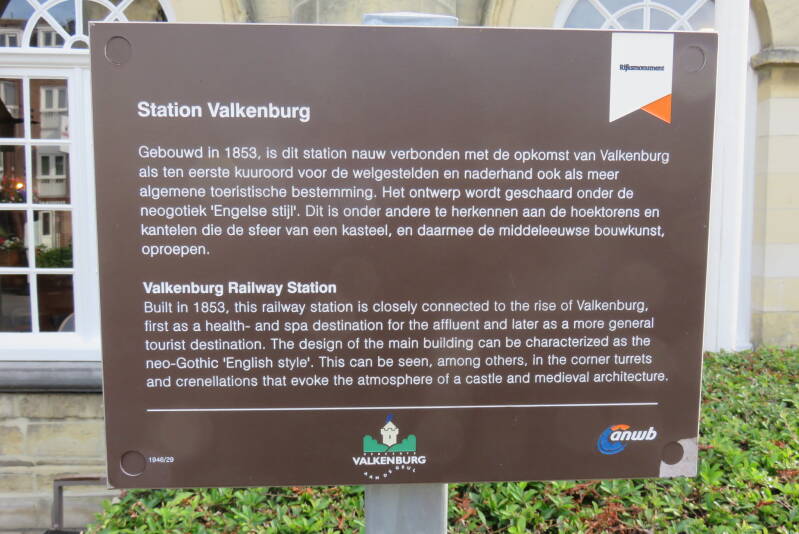 Rijksmonument
Station Valkenburg
Gebouwd in 1853, is dit station nauw verbonden met de opkomst van Valkenburg
als ten eerste kuuroord voor de welgestelden en naderhand ook als meer
algemene toeristische bestemming. Het ontwerp wordt geschaard onder de
neogotiek 'Engelse stijl'. Dit is onder andere te herkennen aan de hoektorens en
kantelen die de sfeer van een kasteel, en daarmee de middeleeuwse bouwkunst,
oproepen.
Valkenburg Railway Station
Built in 1853, this railway station is closely connected to the rise of Valkenburg,
first as a health- and spa destination for the affluent and later as a more general
tourist destination. The design of the main building can be characterized as the
neo-Gothic 'English style'. This can be seen, among others, in the corner turrets
and crenellations that evoke the atmosphere of a castle and medieval architecture.
1946/29
GEMEENTE
VALKENBURG
AAN DE GEUL
anwb